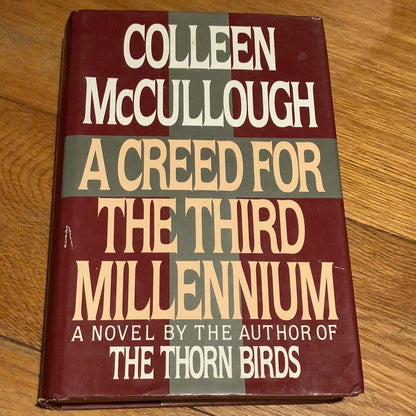 COLLEEN
McCULLOUGH
A CREED FOR
THE THIRD
MILLENNIUM
A NOVEL BY THE AUTHOR OF
THE THORN BIRDS